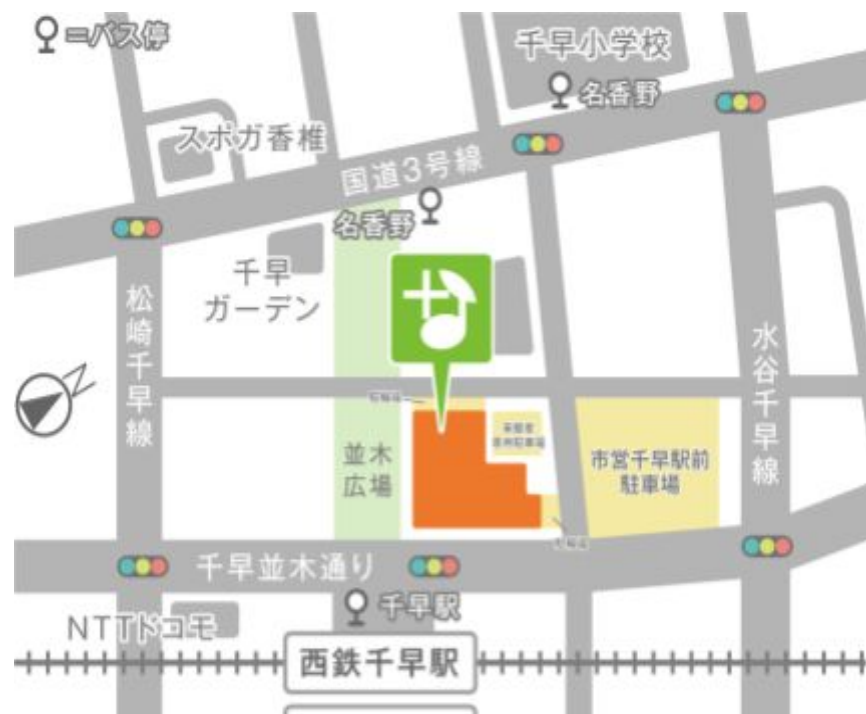 =バス停
千早小学校
名香野
スポガ香椎
国道3号線
名香野
千早
ガーデン
松崎千早線
水谷千早線
並木
広場
市営千早駅前
駐車場
千早並木通り
千早駅
NTTドコモ
西鉄千早駅